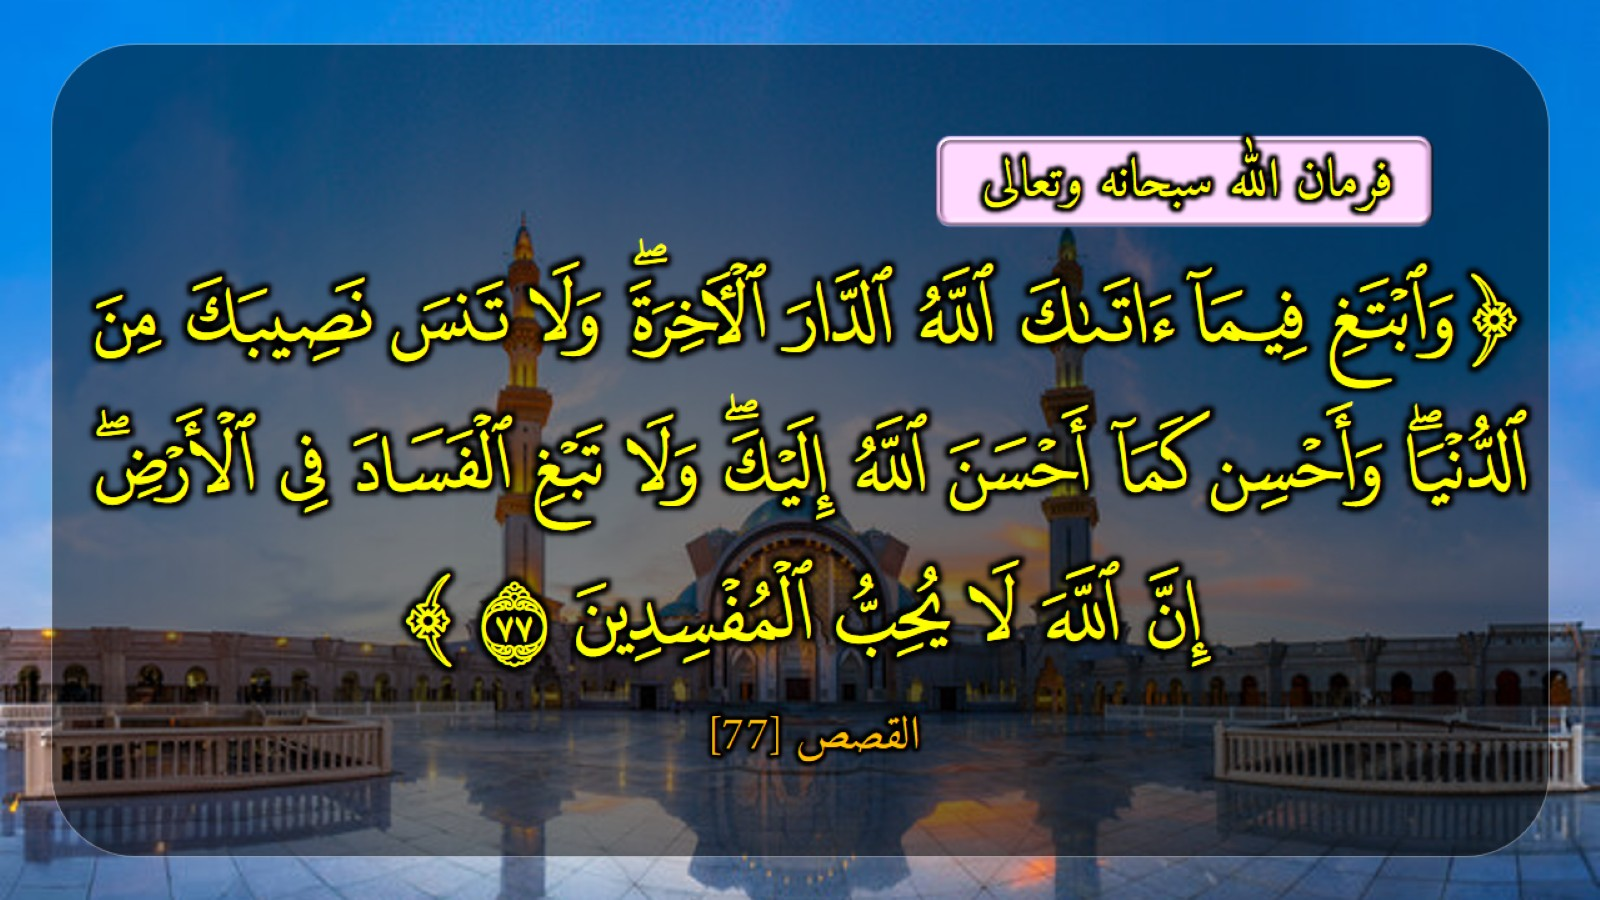 فرمان الله سبحانه وتعالى
﴿ وَٱبۡتَغِ فِيمَآ ءَاتَىٰكَ ٱللَّهُ ٱلدَّارَ ٱلۡأٓخِرَةَۖ وَلَا تَنسَ نَصِيبَكَ مِنَ
ٱلدُّنۡيَاۖ وَأَحۡسِن كَمَآ أَحۡسَنَ ٱللَّهُ إِلَيۡكَۖ وَلَا تَبۡغِ ٱلۡفَسَادَ فِي ٱلۡأَرۡضِۖ
إِنَّ ٱللَّهَ لَا يُحِبُّ ٱلۡمُفۡسِدِينَ ٧٧ ﴾
القصص [77]